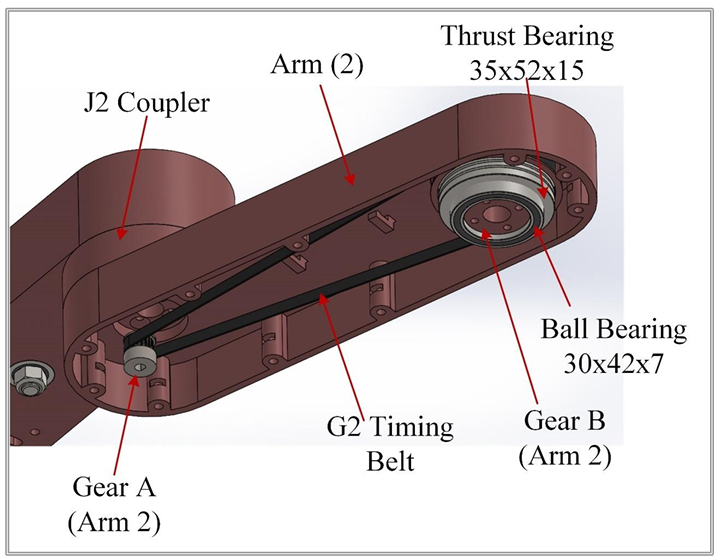 Thrust Bearing
35x52x15
Arm (2)
J2 Coupler
Ball Bearing
30x42x7
G2 Timing
Belt
Gear B
(Arm 2)
Gear A
(Arm 2)